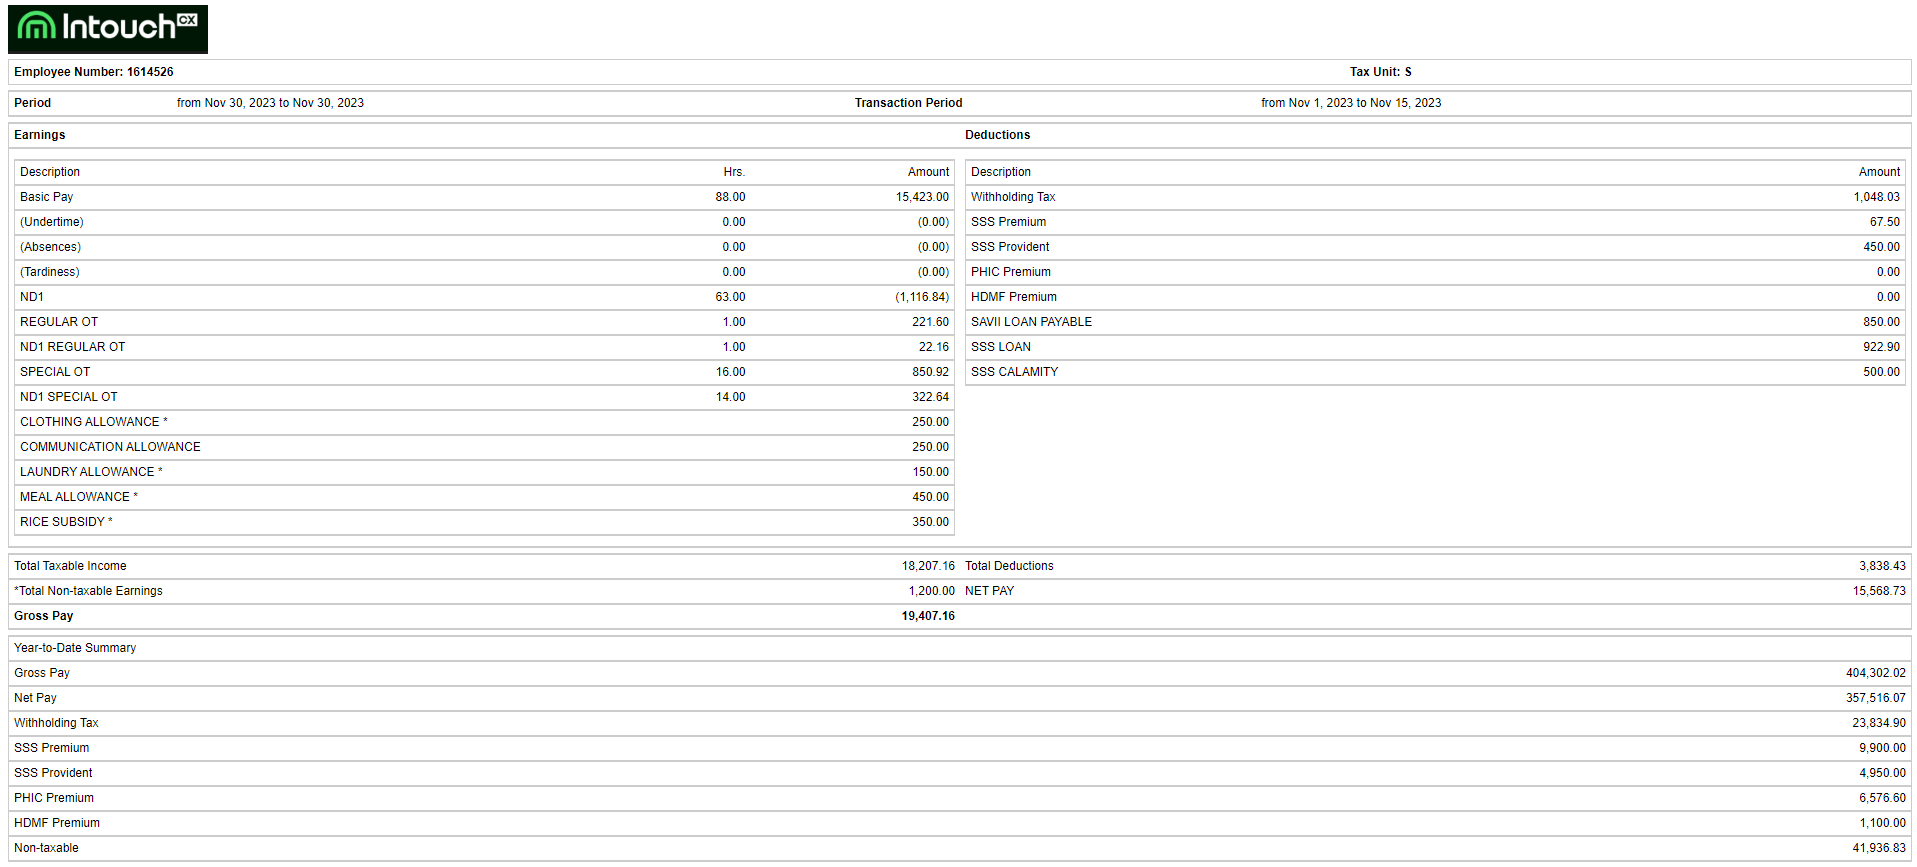 Intouch CX
Employee Number: 1614526 Tax Unit: S
Period from Nov 30, 2023 to Nov 30, 2023 Transaction Period from Nov 1, 2023 to Nov 15, 2023
Earnings Deductions
Description Hrs. Amount Description Amount
Basic Pay 88.00 15,423.00 Withholding Tax 1,048.03
(Undertime) 0.00 (0.00) SSS Premium 67.50
(Absences) 0.00 (0.00) SSS Provident 450.00
(Tardiness) 0.00 (0.00) PHIC Premium 0.00
ND1 63.00 (1,116.84) HDMF Premium 0.00
REGULAR OT 1.00 221.60 SAVII LOAN PAYABLE 850.00
ND1 REGULAR OT 1.00 22.16 SSS LOAN 922.90
SPECIAL OT 16.00 850.92 SSS CALAMITY 500.00
ND1 SPECIAL OT 14.00 322.64
CLOTHING ALLOWANCE * 250.00
COMMUNICATION ALLOWANCE 250.00
LAUNDRY ALLOWANCE * 150.00
MEAL ALLOWANCE * 450.00
RICE SUBSIDY * 350.00
Total Taxable Income 18,207.16 Total Deductions 3,838.43
*Total Non-taxable Earnings 1,200.00 NET PAY 15,568.73
Gross Pay 19,407.16
Year-to-Date Summary
Gross Pay 404,302.02
Net Pay 357,516.07
Withholding Tax 23,834.90
SSS Premium 9,900.00
SSS Provident 4,950.00
PHIC Premium 6,576.60
HDMF Premium 1,100.00
Non-taxable 41,936.83